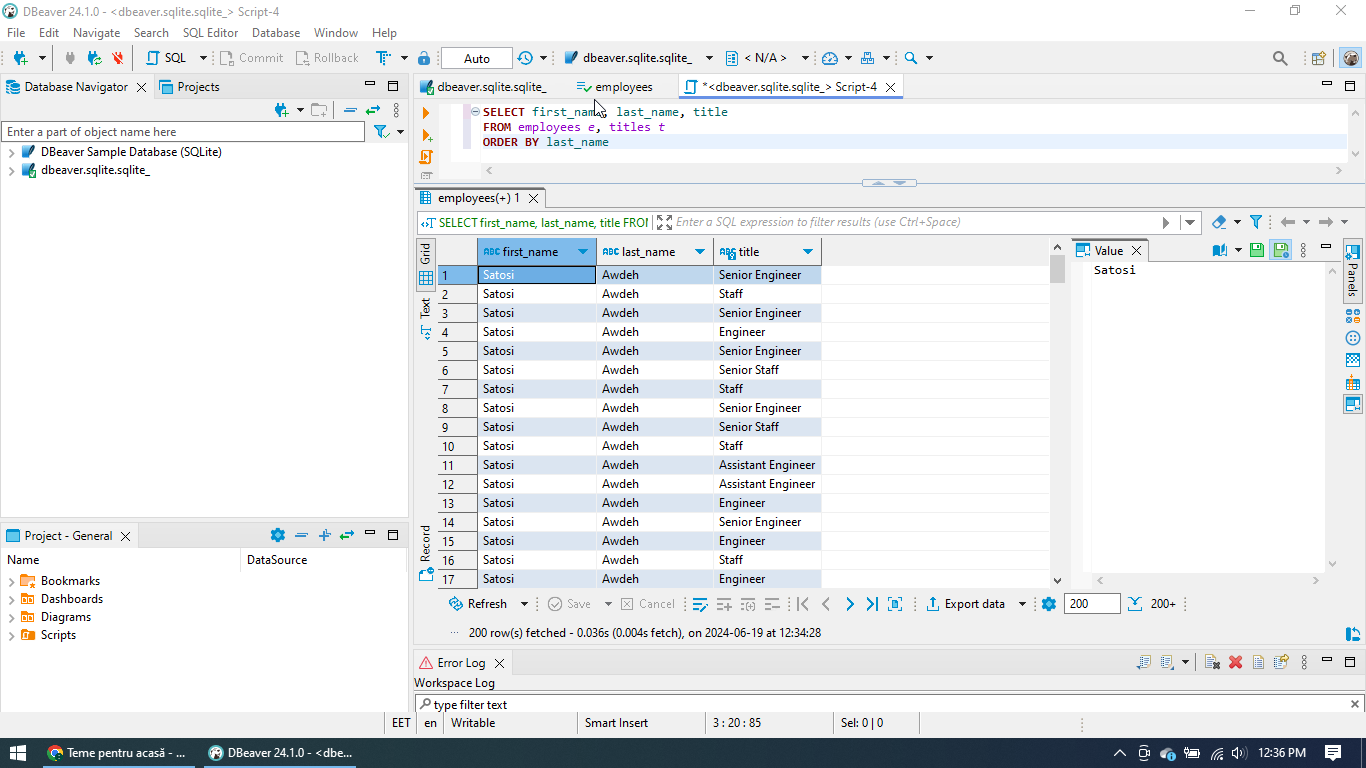 DBeaver 24.1.0 - <dbeaver.sqlite.sqlite_> Script-4
File Edit Navigate Search SQL Editor Database Window Help
SQL Commit Rollback Auto dbeaver.sqlite.sqlite_ < N/A >
Database Navigator Projects
Enter a part of object name here
DBeaver Sample Database (SQLite)
dbeaver.sqlite.sqlite_
Project - General
Name DataSource
Bookmarks
Dashboards
Diagrams
Scripts
dbeaver.sqlite.sqlite_ employees *<dbeaver.sqlite.sqlite_> Script-4
SELECT first_name, last_name, title
FROM employees e, titles t
ORDER BY last_name
employees(+) 1
SELECT first_name, last_name, title FROM Enter a SQL expression to filter results (use Ctrl+Space)
Grid
Text
Record
first_name last_name title
1 Satosi Awdeh Senior Engineer
2 Satosi Awdeh Staff
3 Satosi Awdeh Senior Engineer
4 Satosi Awdeh Engineer
5 Satosi Awdeh Senior Engineer
6 Satosi Awdeh Senior Staff
7 Satosi Awdeh Staff
8 Satosi Awdeh Senior Engineer
9 Satosi Awdeh Senior Staff
10 Satosi Awdeh Staff
11 Satosi Awdeh Assistant Engineer
12 Satosi Awdeh Assistant Engineer
13 Satosi Awdeh Engineer
14 Satosi Awdeh Senior Engineer
15 Satosi Awdeh Engineer
16 Satosi Awdeh Staff
17 Satosi Awdeh Engineer
Value
Satosi
Panels
Refresh Save Cancel Export data 200 200+
200 row(s) fetched - 0.036s (0.004s fetch), on 2024-06-19 at 12:34:28
Error Log
Workspace Log
type filter text
EET en Writable Smart Insert 3 : 20 : 85 Sel: 0 | 0
Teme pentru acasă - ... DBeaver 24.1.0 - <dbe... 12:36 PM